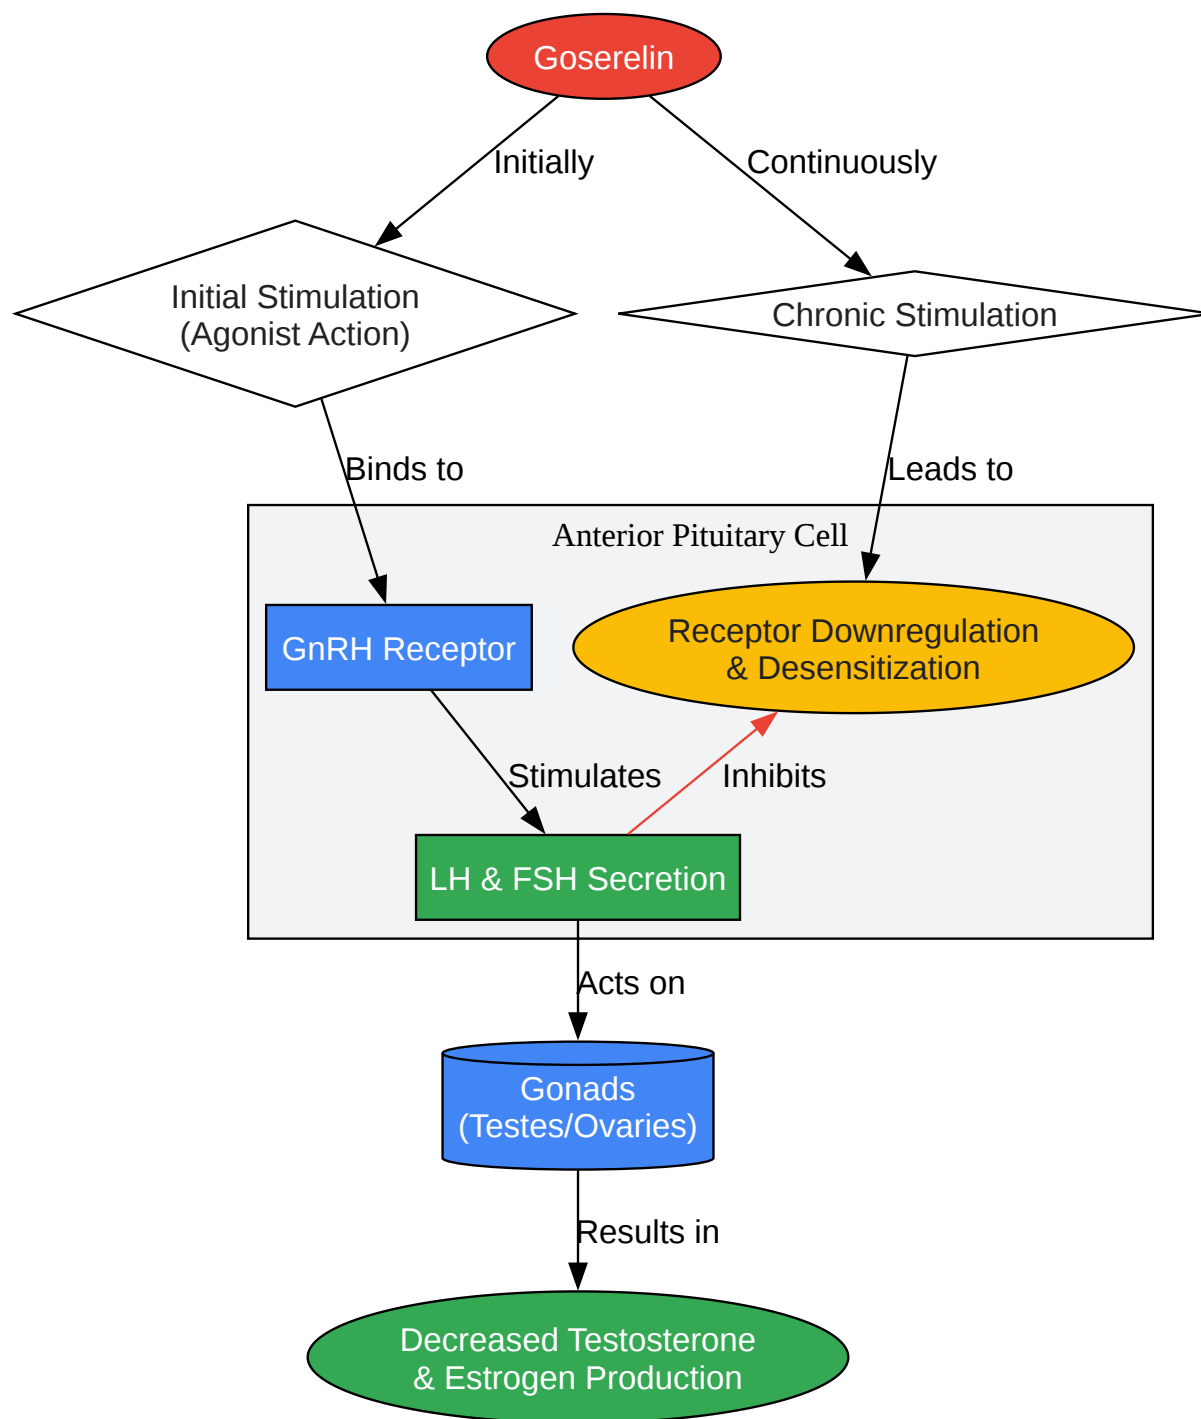 Goserelin
Initially
Continuously
Initial Stimulation
(Agonist Action)
Chronic Stimulation
Binds to
Leads to
Anterior Pituitary Cell
GnRH Receptor
Receptor Downregulation
& Desensitization
Stimulates
Inhibits
LH & FSH Secretion
Acts on
Gonads
(Testes/Ovaries)
Results in
Decreased Testosterone
& Estrogen Production